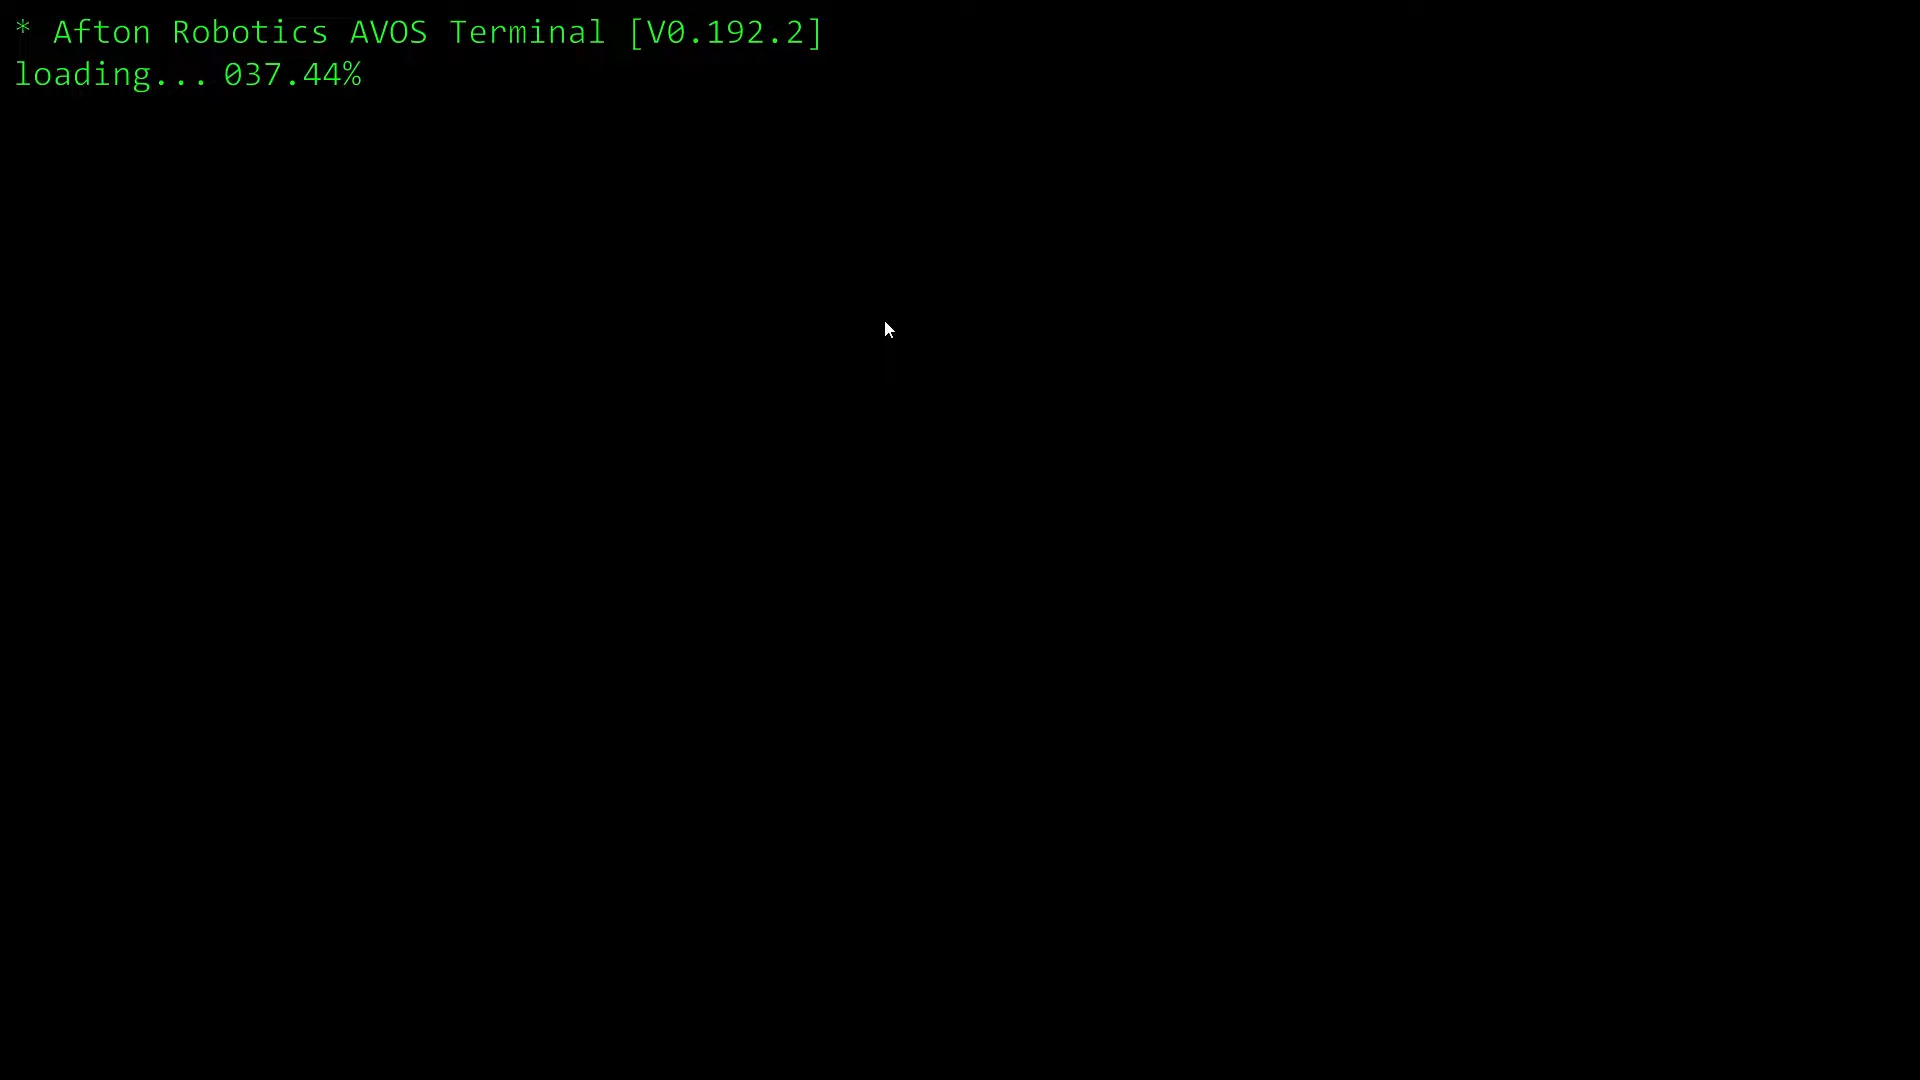 * Afton Robotics AVOS Terminal [V0.192.2]
loading... 037.44%